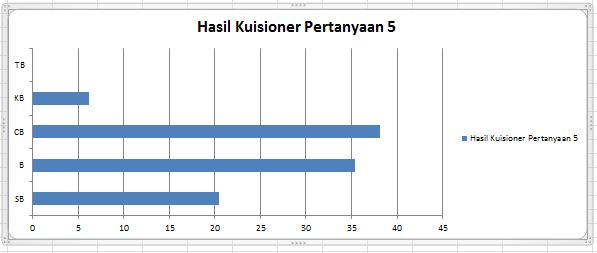 Hasil Kuisioner Pertanyaan 5
TB
KB
CB
B
SB
Hasil Kuisioner Pertanyaan 5
0 5 10 15 20 25 30 35 40 45